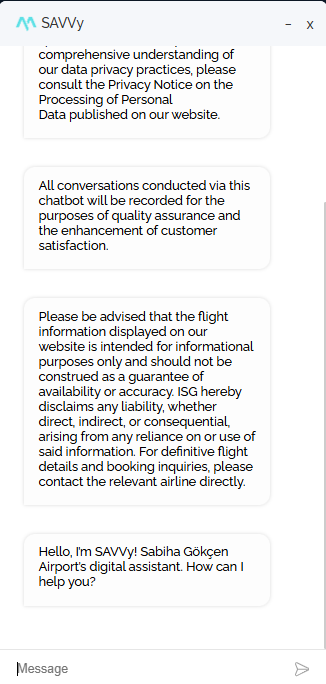 SAVVy
– x
comprehensive understanding of
our data privacy practices, please
consult the Privacy Notice on the
Processing of Personal
Data published on our website.
All conversations conducted via this
chatbot will be recorded for the
purposes of quality assurance and
the enhancement of customer
satisfaction.
Please be advised that the flight
information displayed on our
website is intended for informational
purposes only and should not be
construed as a guarantee of
availability or accuracy. ISG hereby
disclaims any liability, whether
direct, indirect, or consequential,
arising from any reliance on or use of
said information. For definitive flight
details and booking inquiries, please
contact the relevant airline directly.
Hello, I'm SAVVy! Sabiha Gökçen
Airport's digital assistant. How can I
help you?
Message